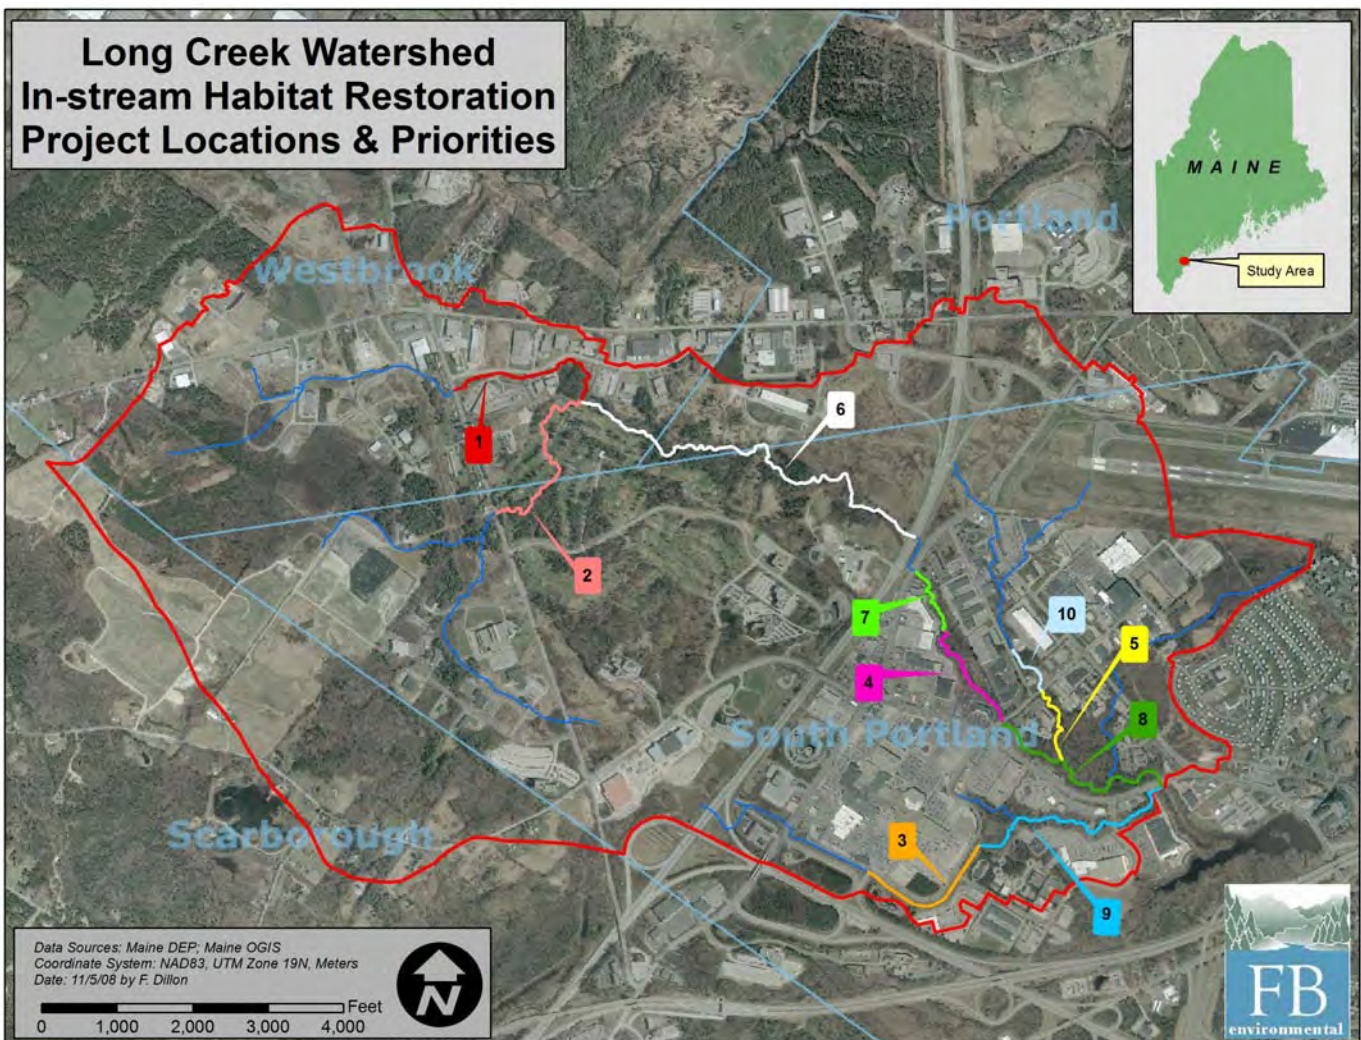 Long Creek Watershed
In-stream Habitat Restoration
Project Locations & Priorities
MAINE
Study Area
Portland
Westbrook
6
1
2
10
7
5
4
8
South Portland
3
Scarborough
9
Data Sources: Maine DEP; Maine OGIS
Coordinate System: NAD83, UTM Zone 19N, Meters
Date: 11/5/08 by F. Dillon
Feet
0 1,000 2,000 3,000 4,000
N
FB
environmental